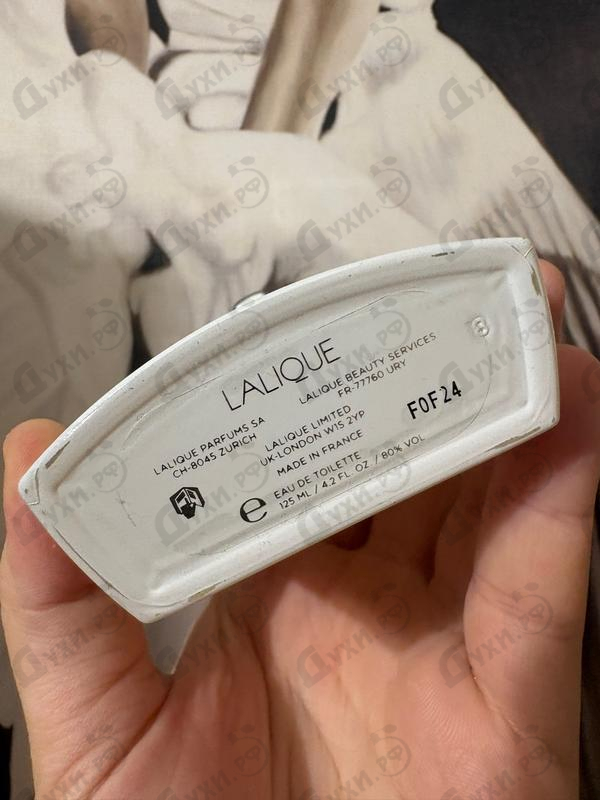 LALIQUE
LALIQUE PARFUMS SA
CH-8045 ZURICH
LALIQUE BEAUTY SERVICES
FR-77760 URY
LALIQUE LIMITED
UK-LONDON W1S 2YP
MADE IN FRANCE
e EAU DE TOILETTE
125 ML / 4.2 FL. OZ. / 80% VOL
F0F24
8
Духи.рф